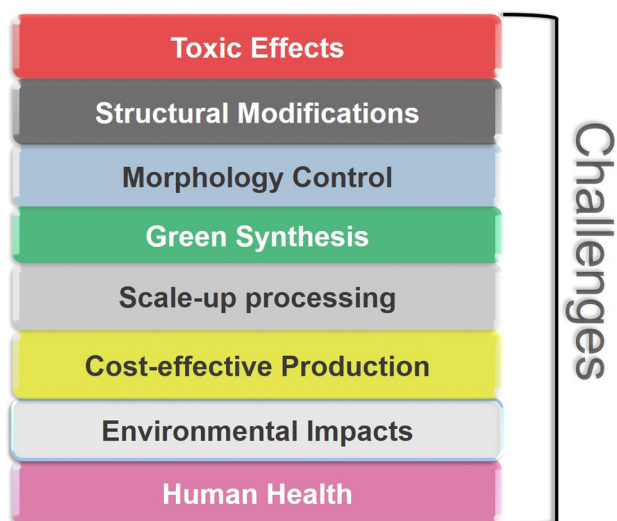 Toxic Effects
Structural Modifications
Morphology Control
Green Synthesis
Scale-up processing
Cost-effective Production
Environmental Impacts
Human Health
Challenges